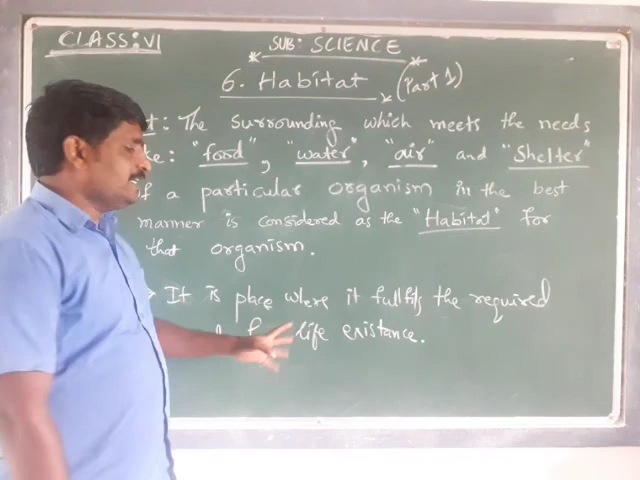 CLASS: VI
SUB: SCIENCE
6. Habitat (Part 1)
t: The surrounding which meets the needs
ke: "food", "water", "air" and "Shelter"
of a particular organism in the best
manner is considered as the "Habitat" for
that organism.
It is place where it fullfils the required
life existance.